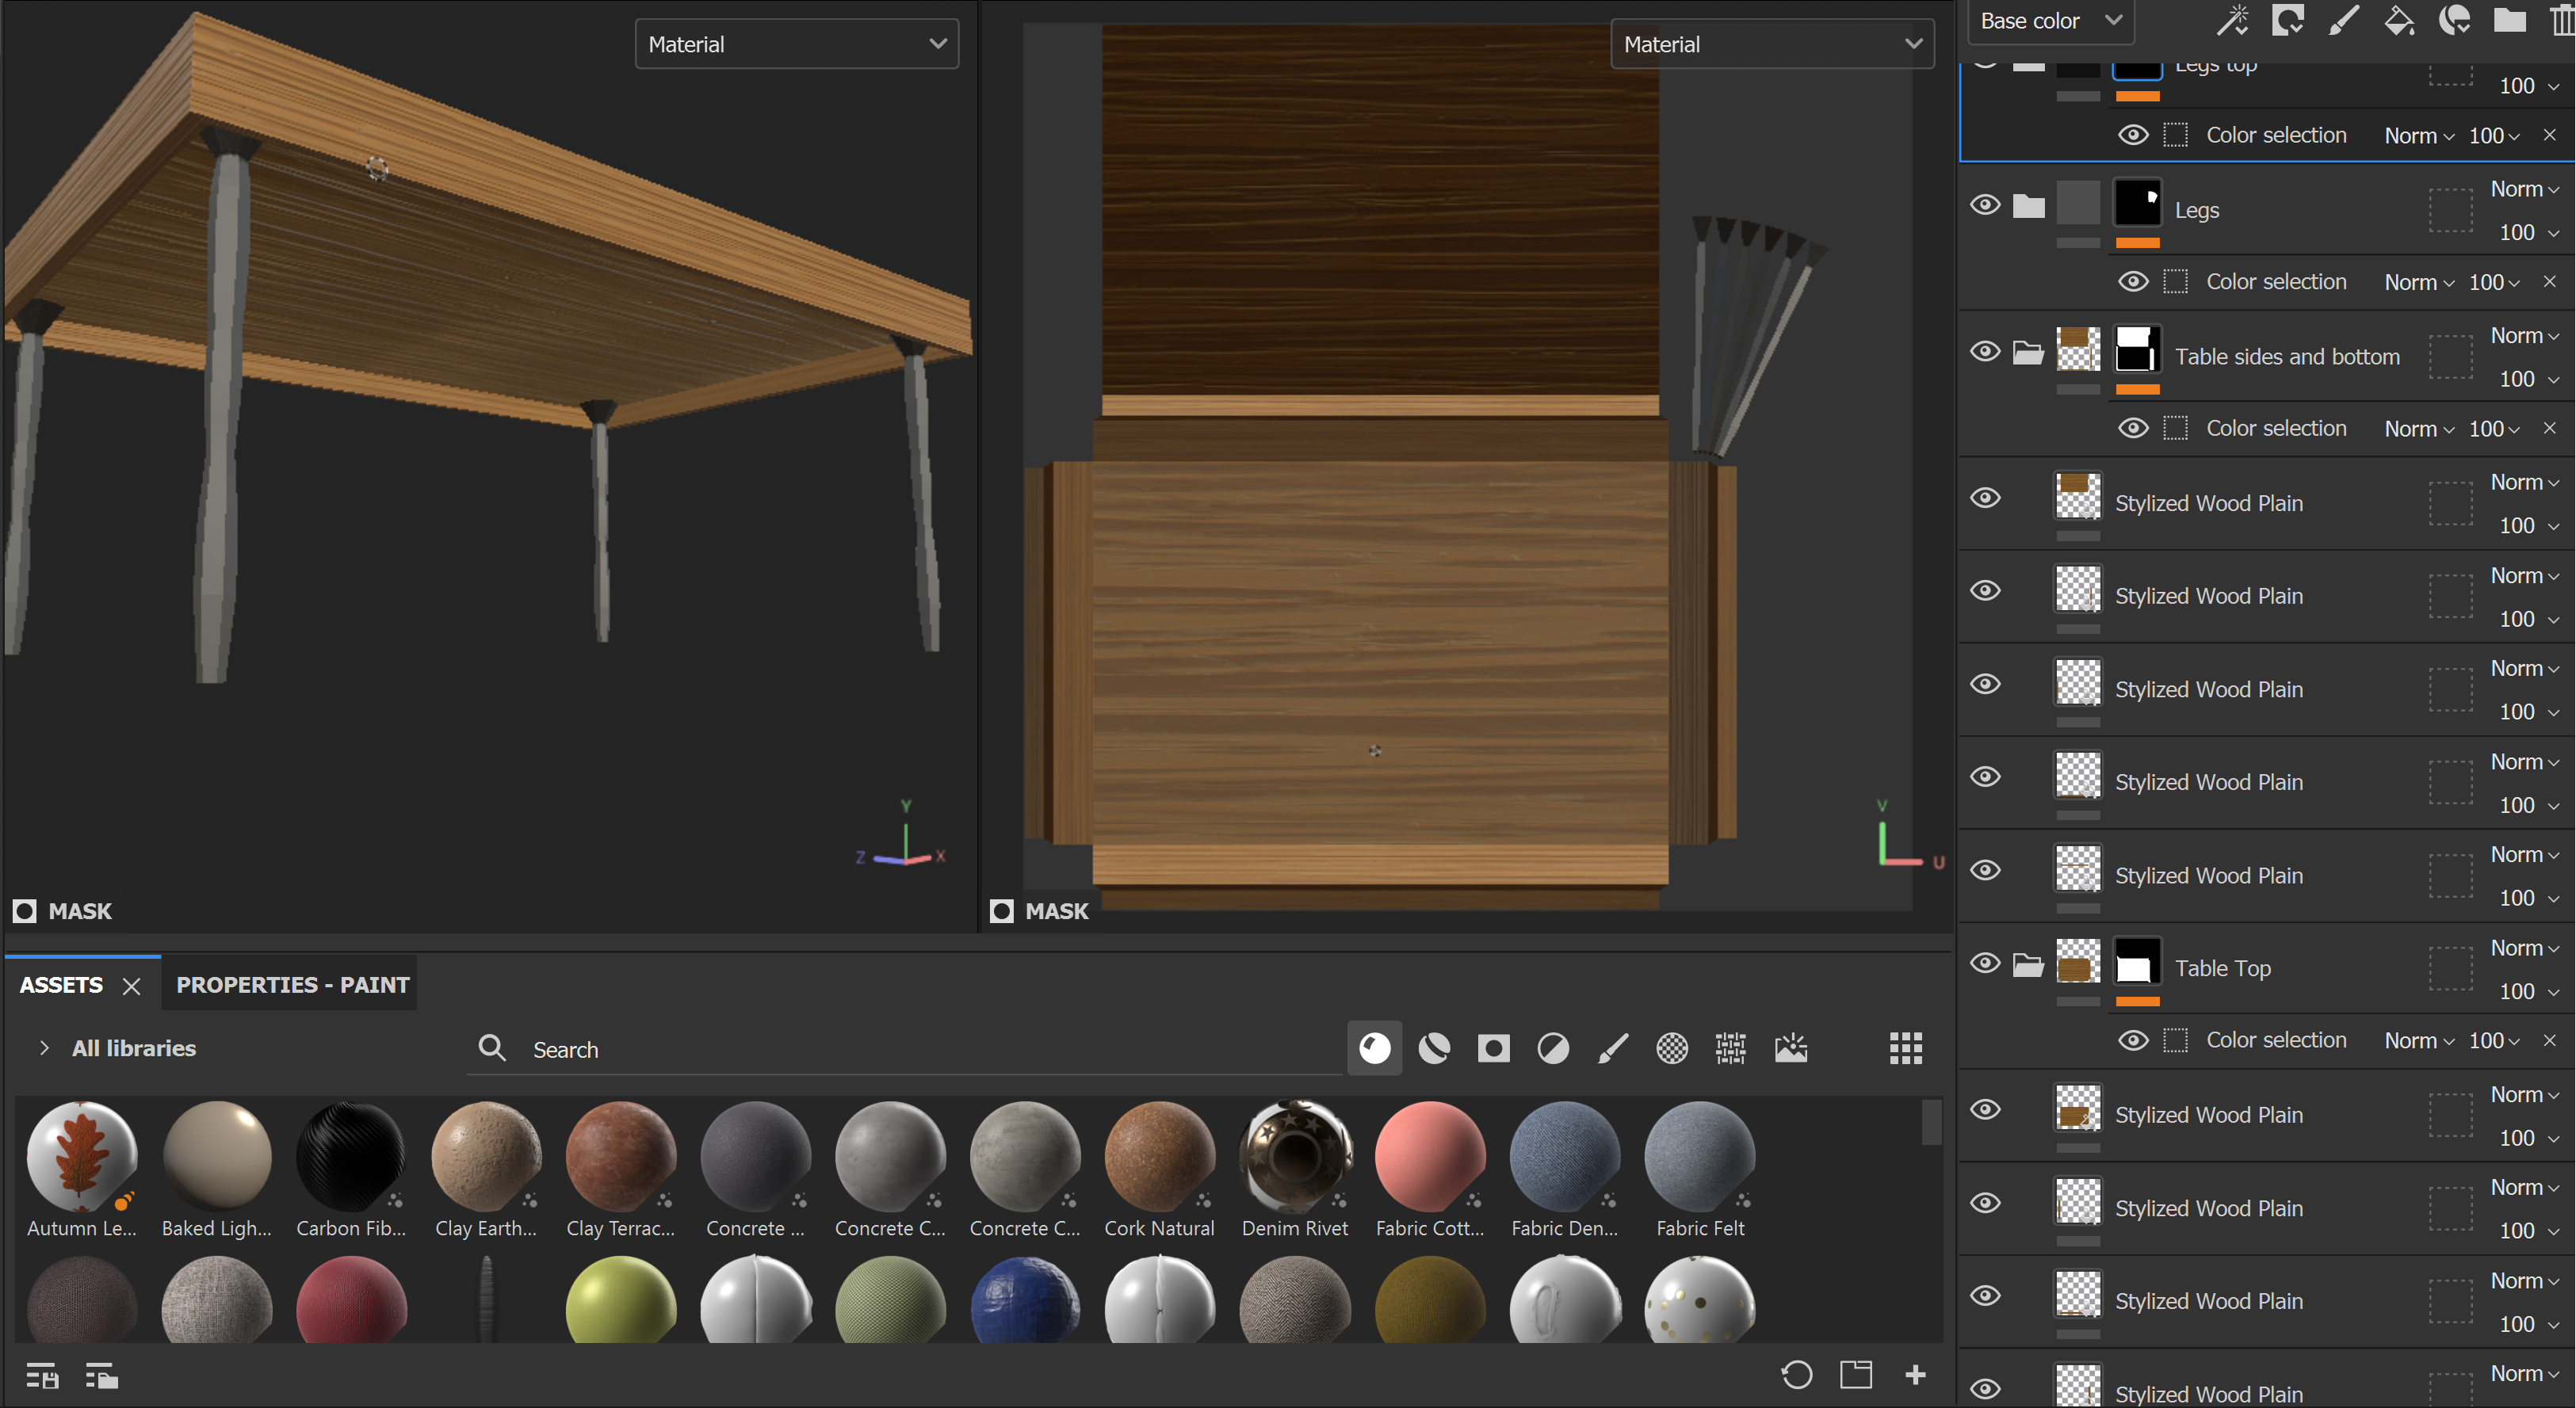 Material
Material
Base color
Legs top
100
Color selection Norm 100
Legs Norm
100
Color selection Norm 100
Table sides and bottom Norm
100
Color selection Norm 100
Stylized Wood Plain Norm
100
Stylized Wood Plain Norm
100
Stylized Wood Plain Norm
100
Stylized Wood Plain Norm
100
Stylized Wood Plain Norm
100
Table Top Norm
100
Color selection Norm 100
Stylized Wood Plain Norm
100
Stylized Wood Plain Norm
100
Stylized Wood Plain Norm
100
Stylized Wood Plain Norm
Y
Z X
V
U
MASK
MASK
ASSETS PROPERTIES - PAINT
All libraries Search
Autumn Le... Baked Ligh... Carbon Fib... Clay Earth... Clay Terrac... Concrete ... Concrete C... Concrete C... Cork Natural Denim Rivet Fabric Cott... Fabric Den... Fabric Felt